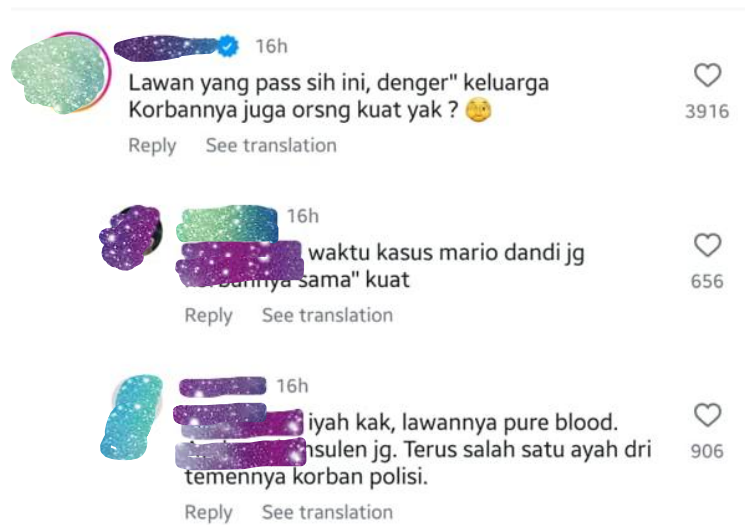 16h
Lawan yang pass sih ini, denger" keluarga
Korbannya juga orsng kuat yak ? 🫣
3916
Reply See translation
16h
waktu kasus mario dandi jg
sama" kuat
656
Reply See translation
16h
iyah kak, lawannya pure blood.
jg. Terus salah satu ayah dri
906
temennya korban polisi.
Reply See translation